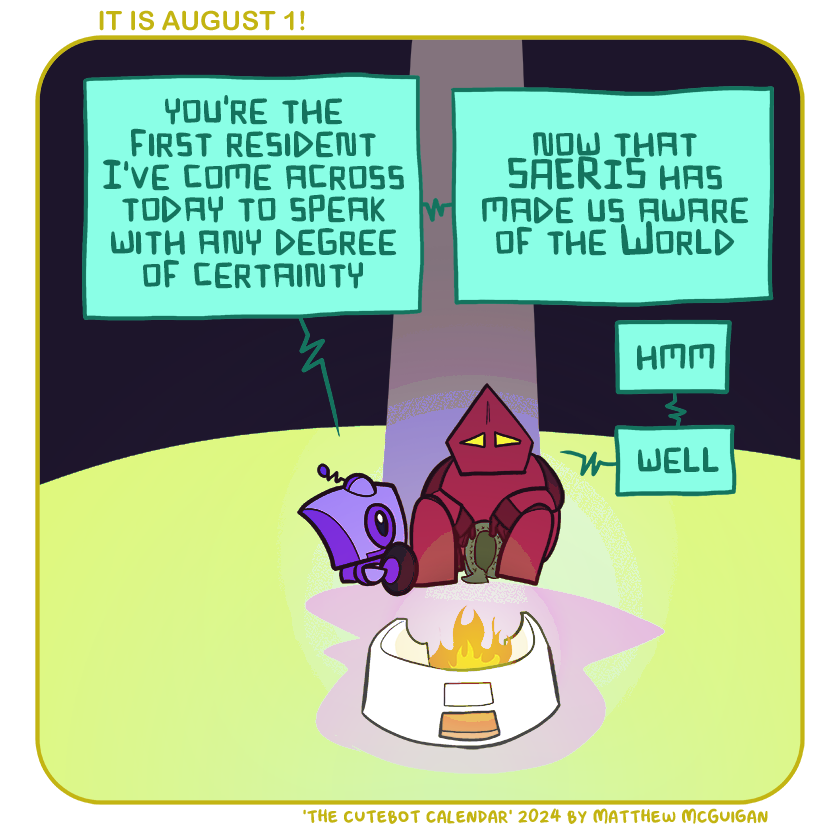 IT IS AUGUST 1!
YOU'RE THE
FIRST RESIDENT
I'VE COME ACROSS
TODAY TO SPEAK
WITH ANY DEGREE
OF CERTAINTY
NOW THAT
SAERIS HAS
MADE US AWARE
OF THE WORLD
HMM
WELL
'THE CUTEBOT CALENDAR' 2024 BY MATTHEW MCGUIGAN